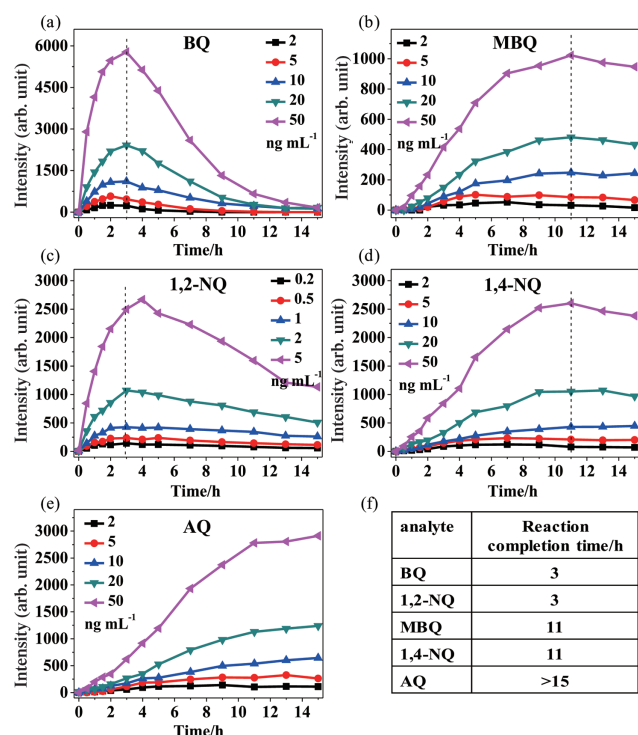 (a)
BQ
Intensity (arb. unit)
6000
4500
3000
1500
0
2
5
10
20
50
ng mL⁻¹
0 2 4 6 8 10 12 14
Time/h
(b)
MBQ
Intensity (arb. unit)
1000
800
600
400
200
0
2
5
10
20
50
ng mL⁻¹
0 2 4 6 8 10 12 14
Time/h
(c)
1,2-NQ
Intensity (arb. unit)
3000
2500
2000
1500
1000
500
0
0.2
0.5
1
2
5
ng mL⁻¹
0 2 4 6 8 10 12 14
Time/h
(d)
1,4-NQ
Intensity (arb. unit)
3000
2500
2000
1500
1000
500
0
2
5
10
20
50
ng mL⁻¹
0 2 4 6 8 10 12 14
Time/h
(e)
AQ
Intensity (arb. unit)
3000
2500
2000
1500
1000
500
0
2
5
10
20
50
ng mL⁻¹
0 2 4 6 8 10 12 14
Time/h
(f)
analyte Reaction
completion time/h
BQ 3
1,2-NQ 3
MBQ 11
1,4-NQ 11
AQ >15